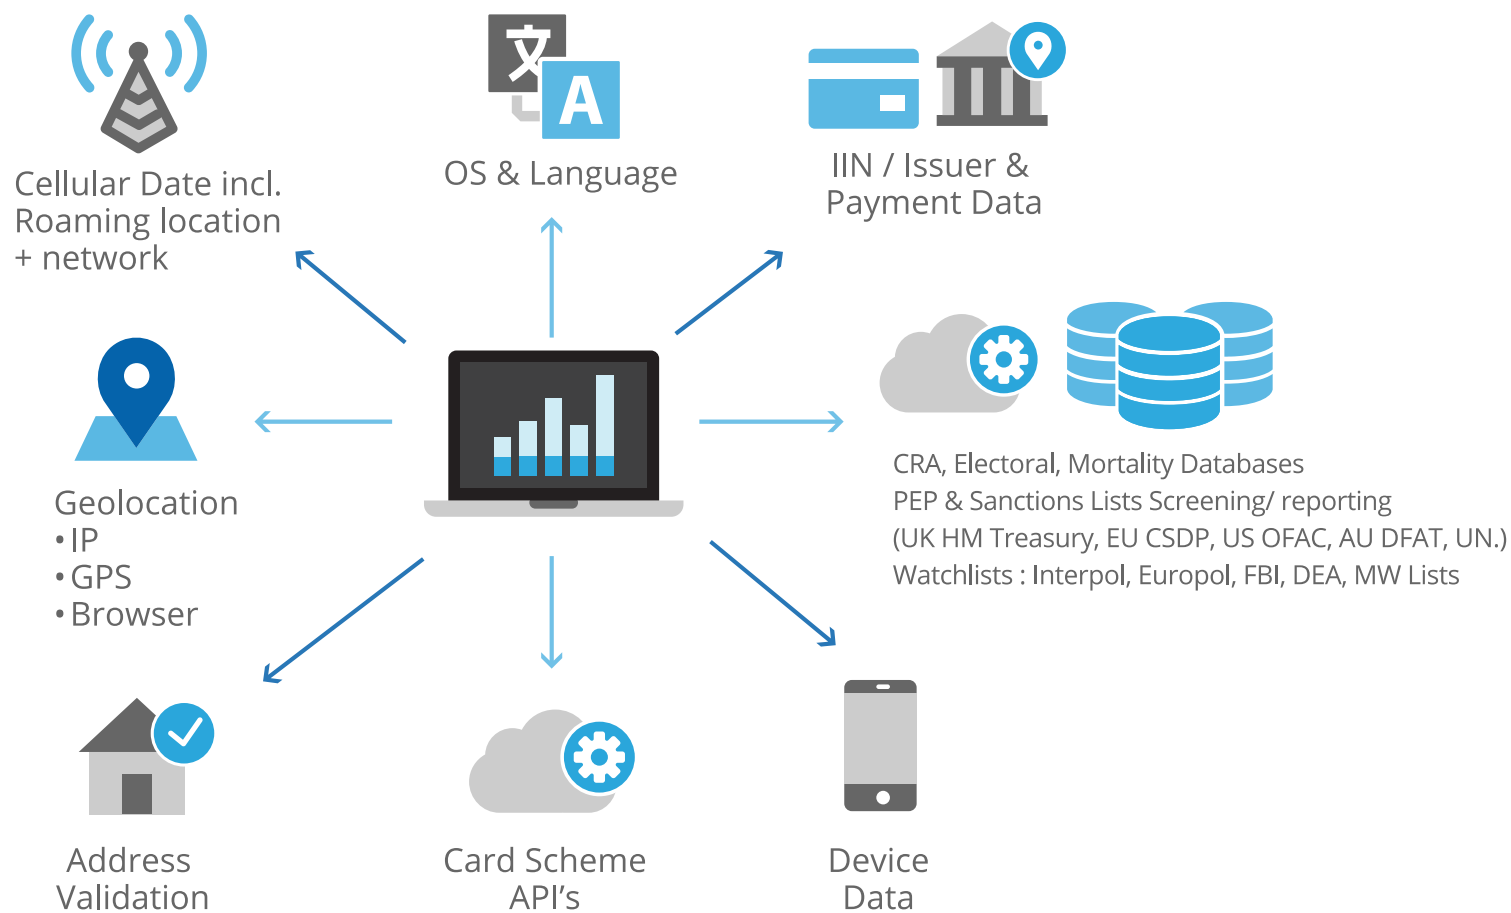 文
A
Cellular Date incl.
Roaming location
+ network
OS & Language
IIN / Issuer &
Payment Data
Geolocation
• IP
• GPS
• Browser
CRA, Electoral, Mortality Databases
PEP & Sanctions Lists Screening/ reporting
(UK HM Treasury, EU CSDP, US OFAC, AU DFAT, UN.)
Watchlists : Interpol, Europol, FBI, DEA, MW Lists
Address
Validation
Card Scheme
API's
Device
Data